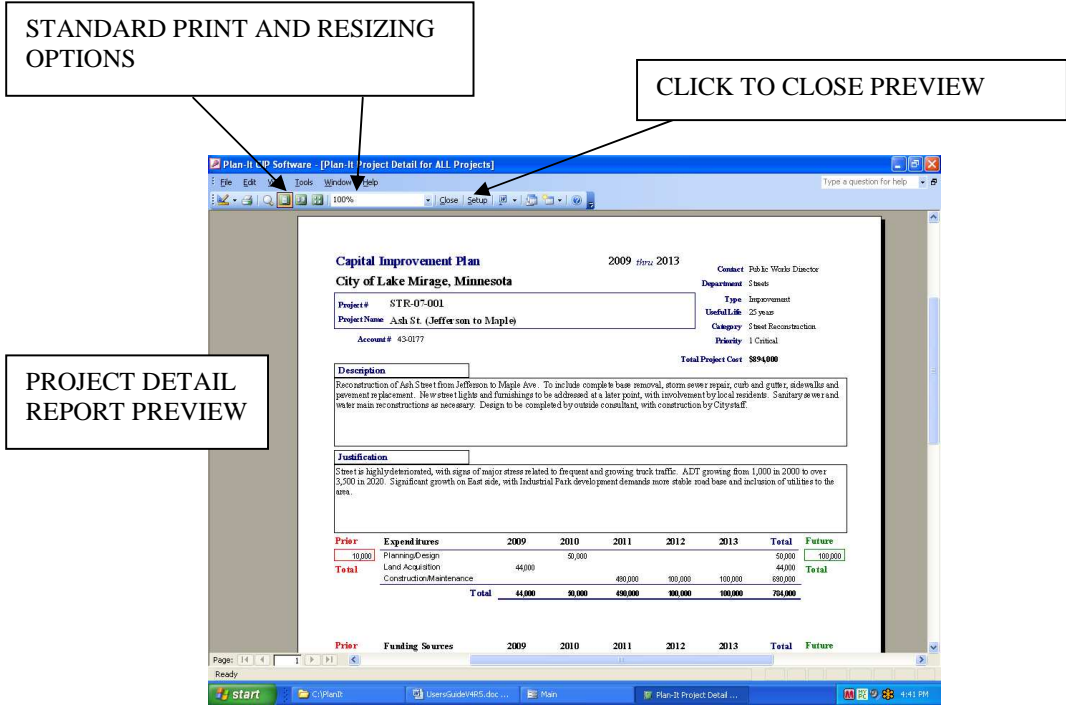 STANDARD PRINT AND RESIZING
OPTIONS
CLICK TO CLOSE PREVIEW
Plan-It CIP Software - [Plan-It Project Detail for ALL Projects]
File Edit Tools Window Help
Type a question for help
100% Close Setup
Capital Improvement Plan 2009 thru 2013
City of Lake Mirage, Minnesota
Contact Public Works Director
Department Streets
Type Improvement
Useful Life 25 years
Category Street Reconstruction
Priority 1 Critical
Project # STR-07-001
Project Name Ash St. (Jefferson to Maple)
Account # 43-0177
Total Project Cost $894,000
PROJECT DETAIL
REPORT PREVIEW
Description
Reconstruction of Ash Street from Jefferson to Maple Ave. To include complete base removal, storm sewer repair, curb and gutter, sidewalks and
pavement replacement. New street lights and furnishings to be addressed at a later point, with involvement by local residents. Sanitary sewer and
water main reconstructions as necessary. Design to be completed by outside consultant, with construction by City staff.
Justification
Street is highly deteriorated, with signs of major stress related to frequent and growing truck traffic. ADT growing from 1,000 in 2000 to over
3,500 in 2020. Significant growth on East side, with Industrial Park development demands more stable road base and inclusion of utilities to the
area.
Prior Expenditures 2009 2010 2011 2012 2013 Total Future
10,000 Planning/Design 50,000 50,000 100,000
Total Land Acquisition 44,000 44,000 Total
Construction/Maintenance 490,000 100,000 100,000 690,000
Total 44,000 50,000 490,000 100,000 100,000 784,000
Prior Funding Sources 2009 2010 2011 2012 2013 Total Future
Page: 1
Ready
start C:\PlanIt UsersGuideV4RS.doc ... Main Plan-It Project Detail ... 4:41 PM